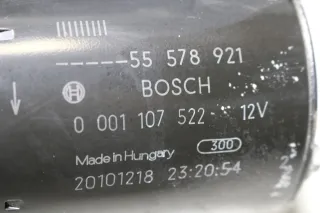 -----55 578 921
BOSCH
0 001 107 522 12V
Made in Hungary 300
20101218 23:20:54